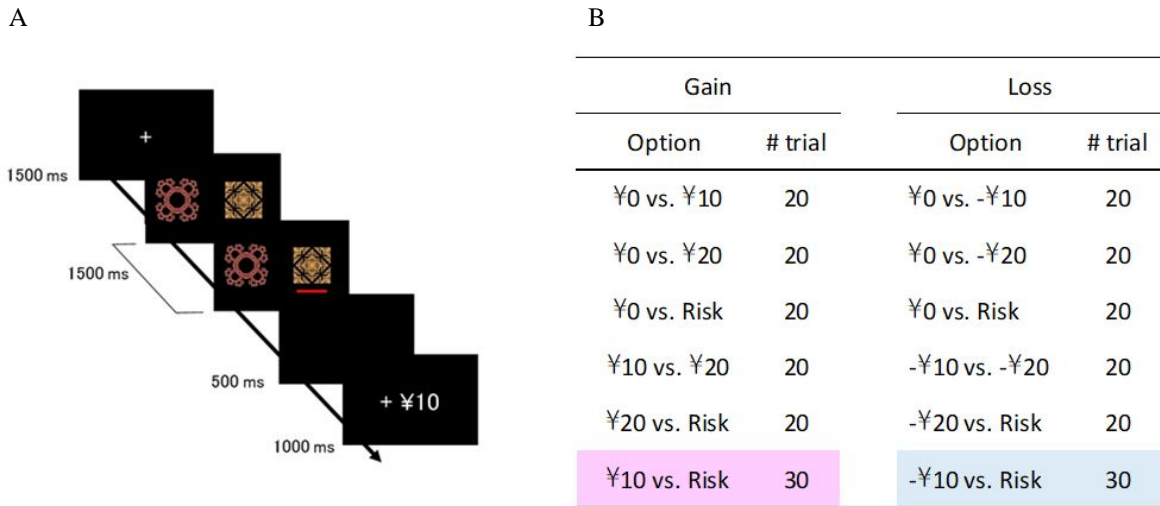 A
B
+
1500 ms
1500 ms
500 ms
+ ¥10
1000 ms
Gain Loss
Option # trial Option # trial
¥0 vs. ¥10 20 ¥0 vs. -¥10 20
¥0 vs. ¥20 20 ¥0 vs. -¥20 20
¥0 vs. Risk 20 ¥0 vs. Risk 20
¥10 vs. ¥20 20 -¥10 vs. -¥20 20
¥20 vs. Risk 20 -¥20 vs. Risk 20
¥10 vs. Risk 30 -¥10 vs. Risk 30